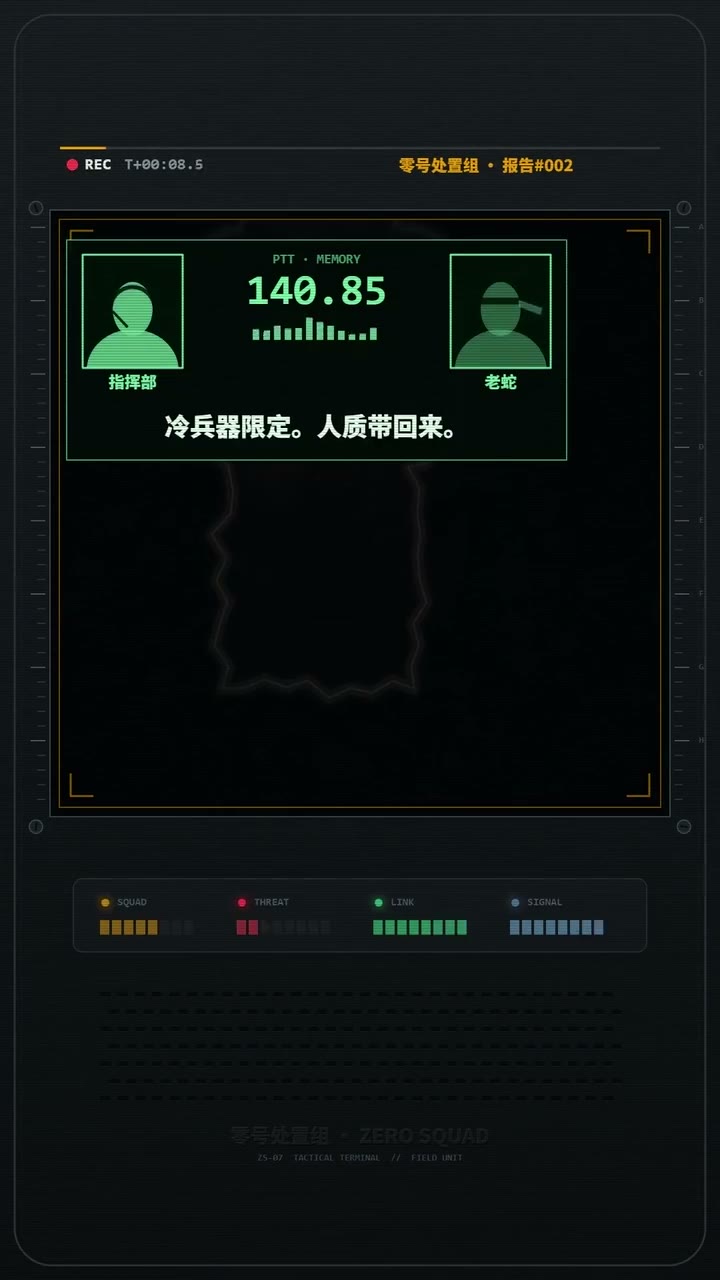 REC T+00:08.5 零号处置组 · 报告#002
PTT · MEMORY
140.85
指挥部 老蛇
冷兵器限定。人质带回来。
A
B
C
D
E
F
G
H
SQUAD THREAT LINK SIGNAL
零号处置组 · ZERO SQUAD
ZS-07 TACTICAL TERMINAL // FIELD UNIT